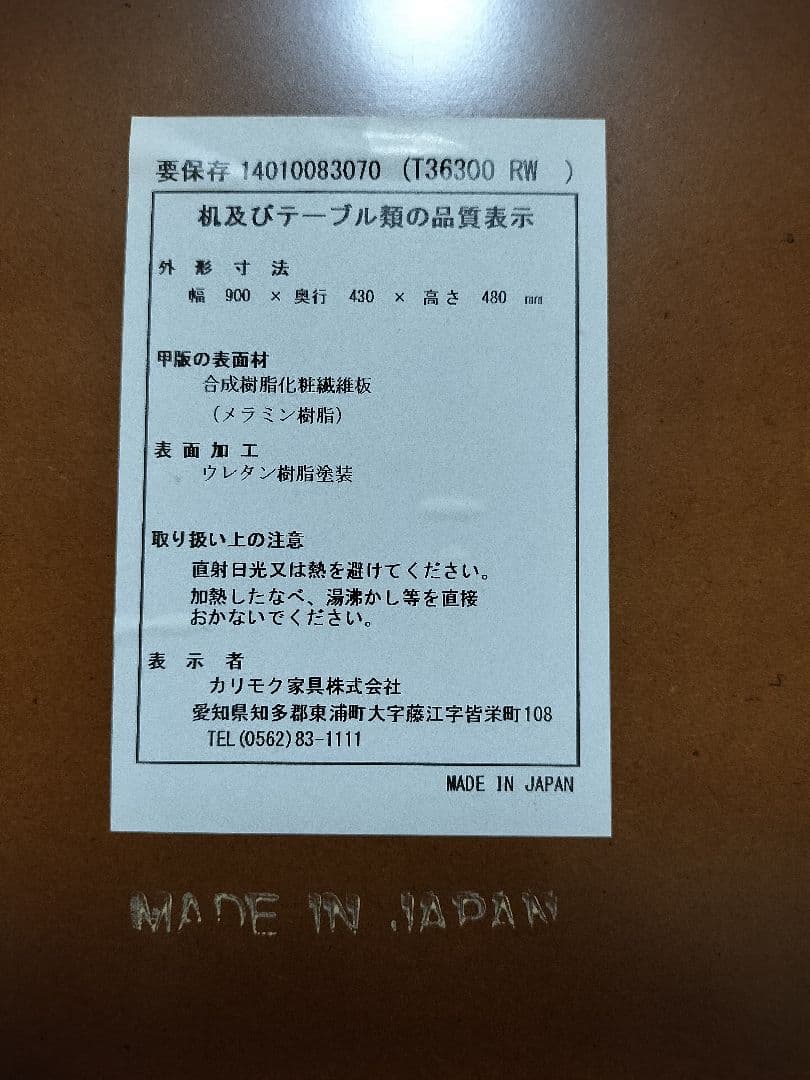 要保存 14010083070 (T36300 RW )
机及びテーブル類の品質表示
外形寸法
幅 900 × 奥行 430 × 高さ 480 mm
甲版の表面材
合成樹脂化粧繊維板
(メラミン樹脂)
表面加工
ウレタン樹脂塗装
取り扱い上の注意
直射日光又は熱を避けてください。
加熱したなべ、湯沸かし等を直接
おかないでください。
表示者
カリモク家具株式会社
愛知県知多郡東浦町大字藤江字皆栄町108
TEL(0562)83-1111
MADE IN JAPAN
MADE IN JAPAN